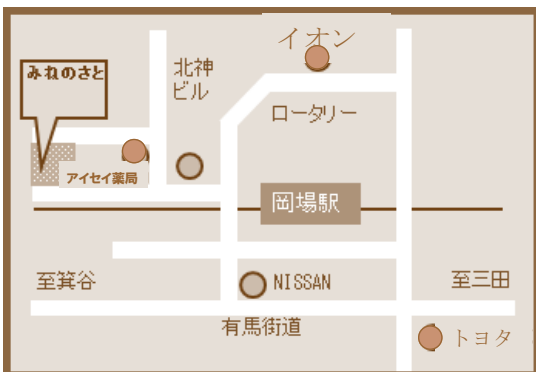 イオン
みねのさと
北神
ビル
ロータリー
アイセイ薬局
岡場駅
至箕谷
NISSAN
至三田
有馬街道
トヨタ